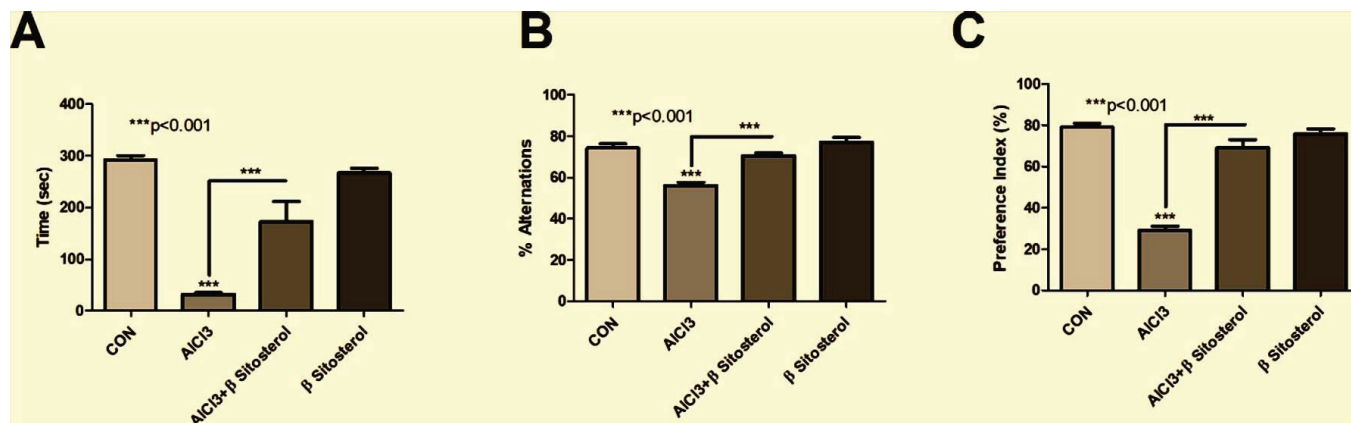 A
Time (sec)
400
300
200
100
0
***p<0.001
***
***
CON
AlCl3
AlCl3+β Sitosterol
β Sitosterol
B
% Alternations
100
80
60
40
20
0
***p<0.001
***
***
CON
AlCl3
AlCl3+β Sitosterol
β Sitosterol
C
Preference Index (%)
100
80
60
40
20
0
***p<0.001
***
***
CON
AlCl3
AlCl3+β Sitosterol
β Sitosterol